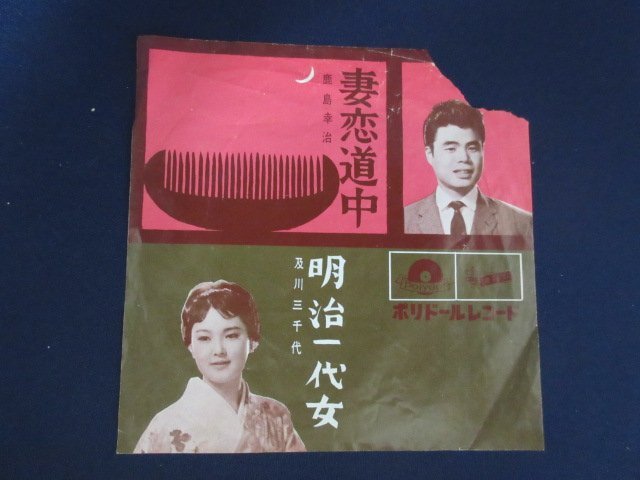 妻恋道中
鹿島幸治
明治一代女
及川三千代
Polydor
ポリドールレコード